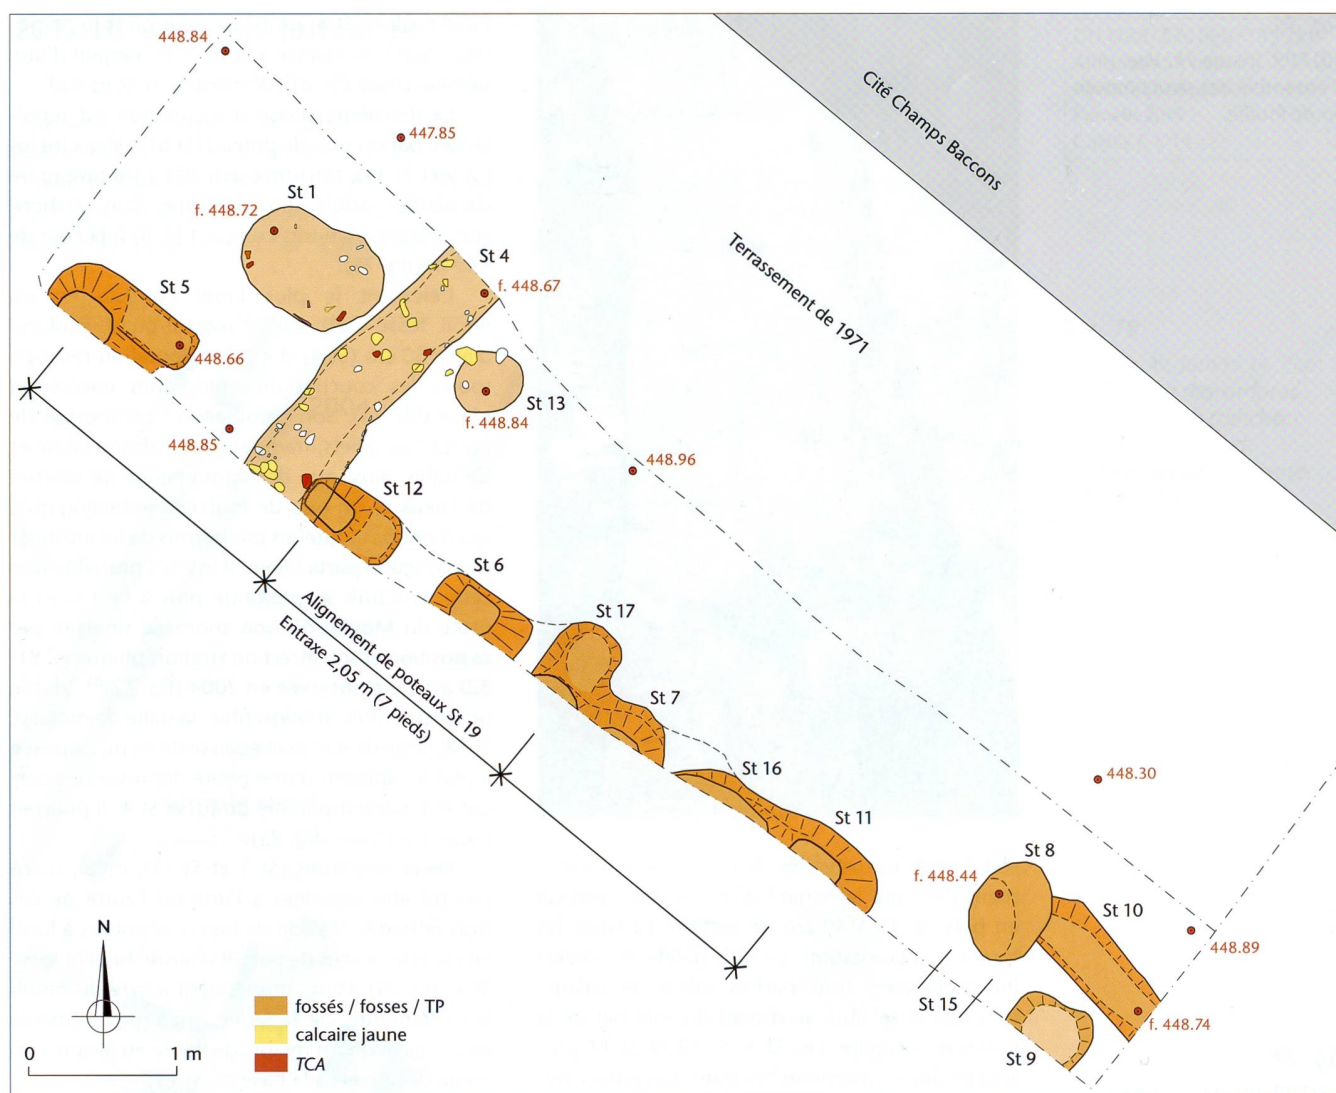 448.84
447.85
Cité Champs Baccons
St 1
f. 448.72
St 4
f. 448.67
Terrassement de 1971
St 5
448.66
St 13
f. 448.84
448.85
448.96
St 12
St 6
St 17
Alignement de poteaux St 19
Entraxe 2,05 m (7 pieds)
St 7
St 16
448.30
St 11
St 8
f. 448.44
St 10
448.89
St 15
f. 448.74
St 9
N
0 1 m
fossés / fosses / TP
calcaire jaune
TCA